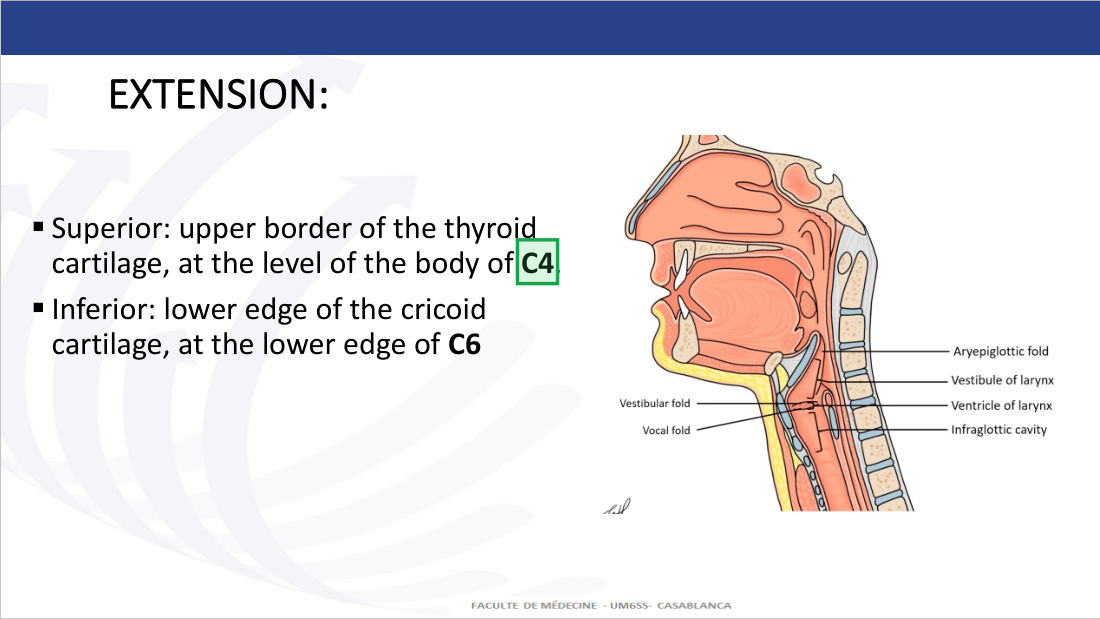 EXTENSION:
▪ Superior: upper border of the thyroid
cartilage, at the level of the body of C4.
▪ Inferior: lower edge of the cricoid
cartilage, at the lower edge of C6
Aryepiglottic fold
Vestibule of larynx
Vestibular fold
Ventricle of larynx
Vocal fold
Infraglottic cavity
FACULTE DE MÉDECINE - UM6SS- CASABLANCA